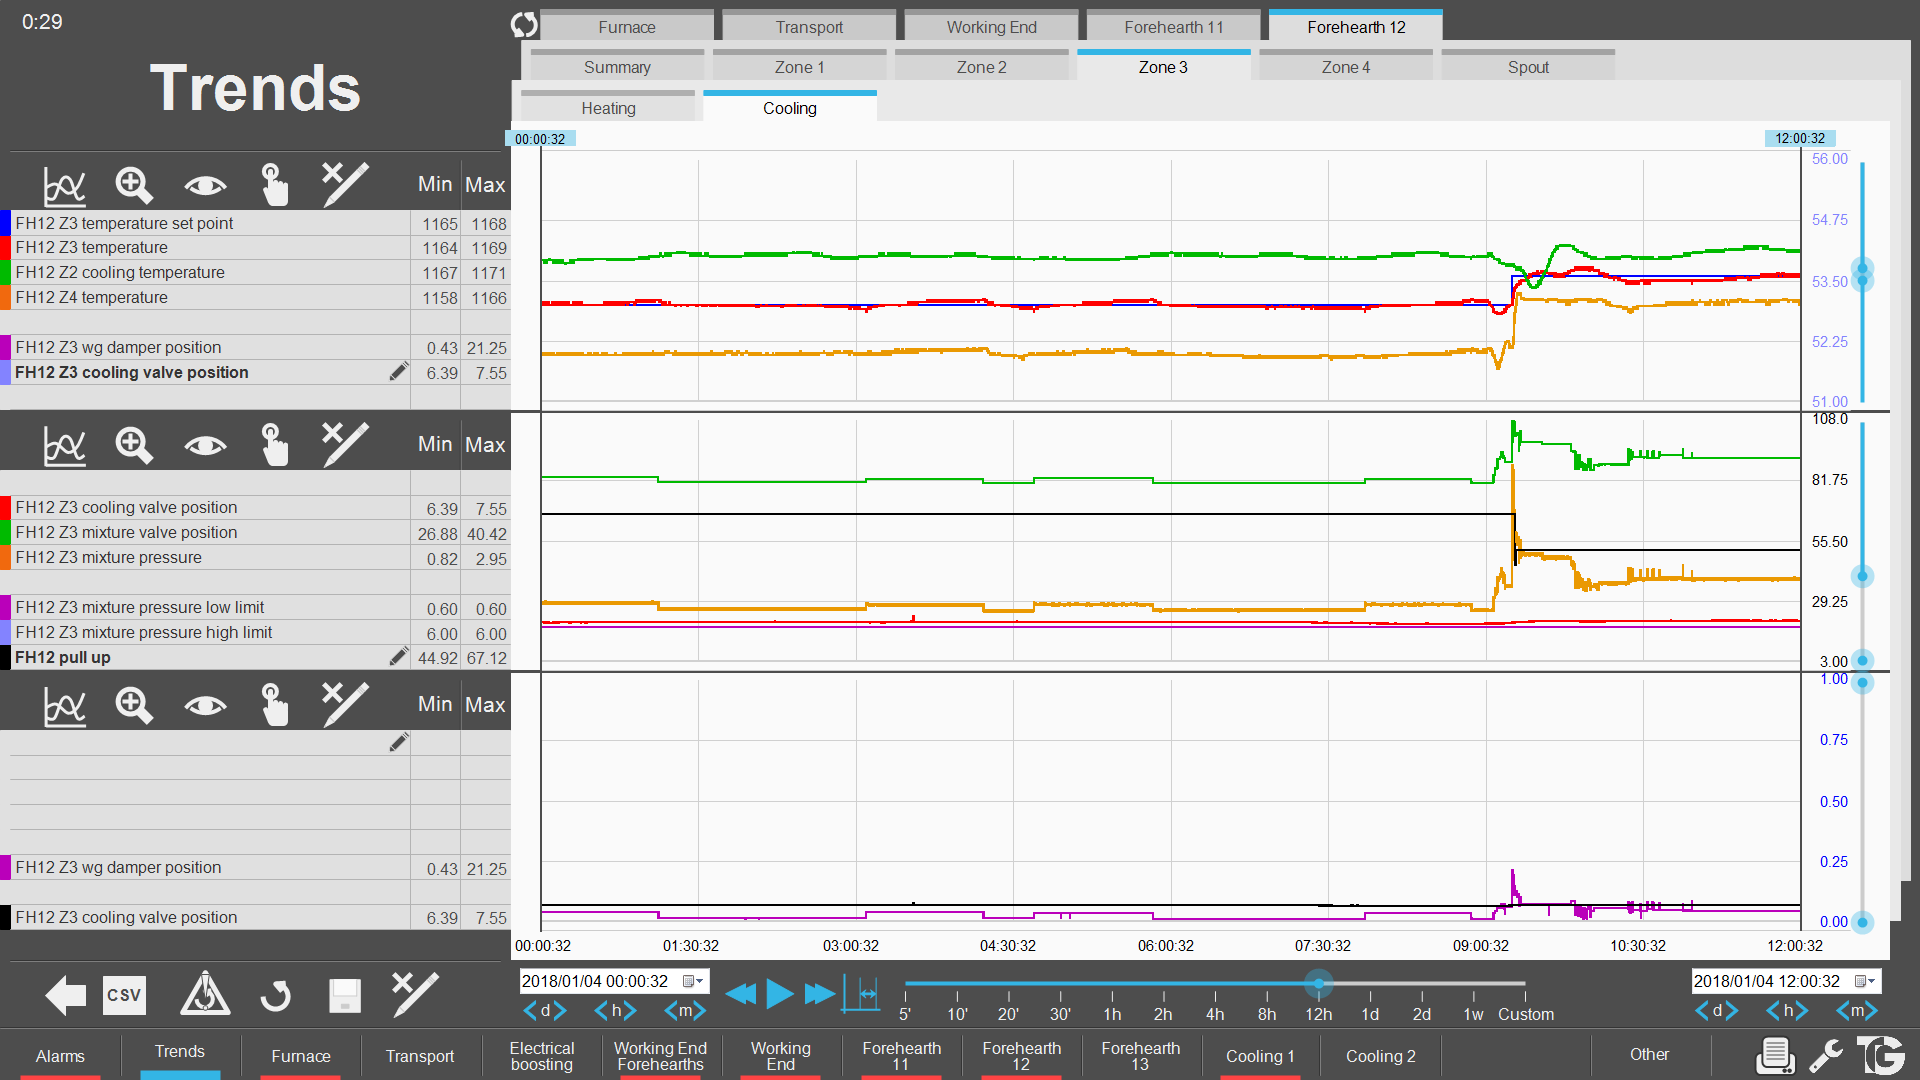 0:29
Trends
Furnace
Transport
Working End
Forehearth 11
Forehearth 12
Summary
Zone 1
Zone 2
Zone 3
Zone 4
Spout
Heating
Cooling
00:00:32
12:00:32
Min Max
FH12 Z3 temperature set point 1165 1168
FH12 Z3 temperature 1164 1169
FH12 Z2 cooling temperature 1167 1171
FH12 Z4 temperature 1158 1166
FH12 Z3 wg damper position 0.43 21.25
FH12 Z3 cooling valve position 6.39 7.55
56.00
54.75
53.50
52.25
51.00
Min Max
FH12 Z3 cooling valve position 6.39 7.55
FH12 Z3 mixture valve position 26.88 40.42
FH12 Z3 mixture pressure 0.82 2.95
FH12 Z3 mixture pressure low limit 0.60 0.60
FH12 Z3 mixture pressure high limit 6.00 6.00
FH12 pull up 44.92 67.12
108.0
81.75
55.50
29.25
3.00
Min Max
FH12 Z3 wg damper position 0.43 21.25
FH12 Z3 cooling valve position 6.39 7.55
1.00
0.75
0.50
0.25
0.00
00:00:32 01:30:32 03:00:32 04:30:32 06:00:32 07:30:32 09:00:32 10:30:32 12:00:32
CSV
2018/01/04 00:00:32
d h m
5' 10' 20' 30' 1h 2h 4h 8h 12h 1d 2d 1w Custom
2018/01/04 12:00:32
d h m
Alarms
Trends
Furnace
Transport
Electrical
boosting
Working End
Forehearths
Working
End
Forehearth
11
Forehearth
12
Forehearth
13
Cooling 1
Cooling 2
Other
TG